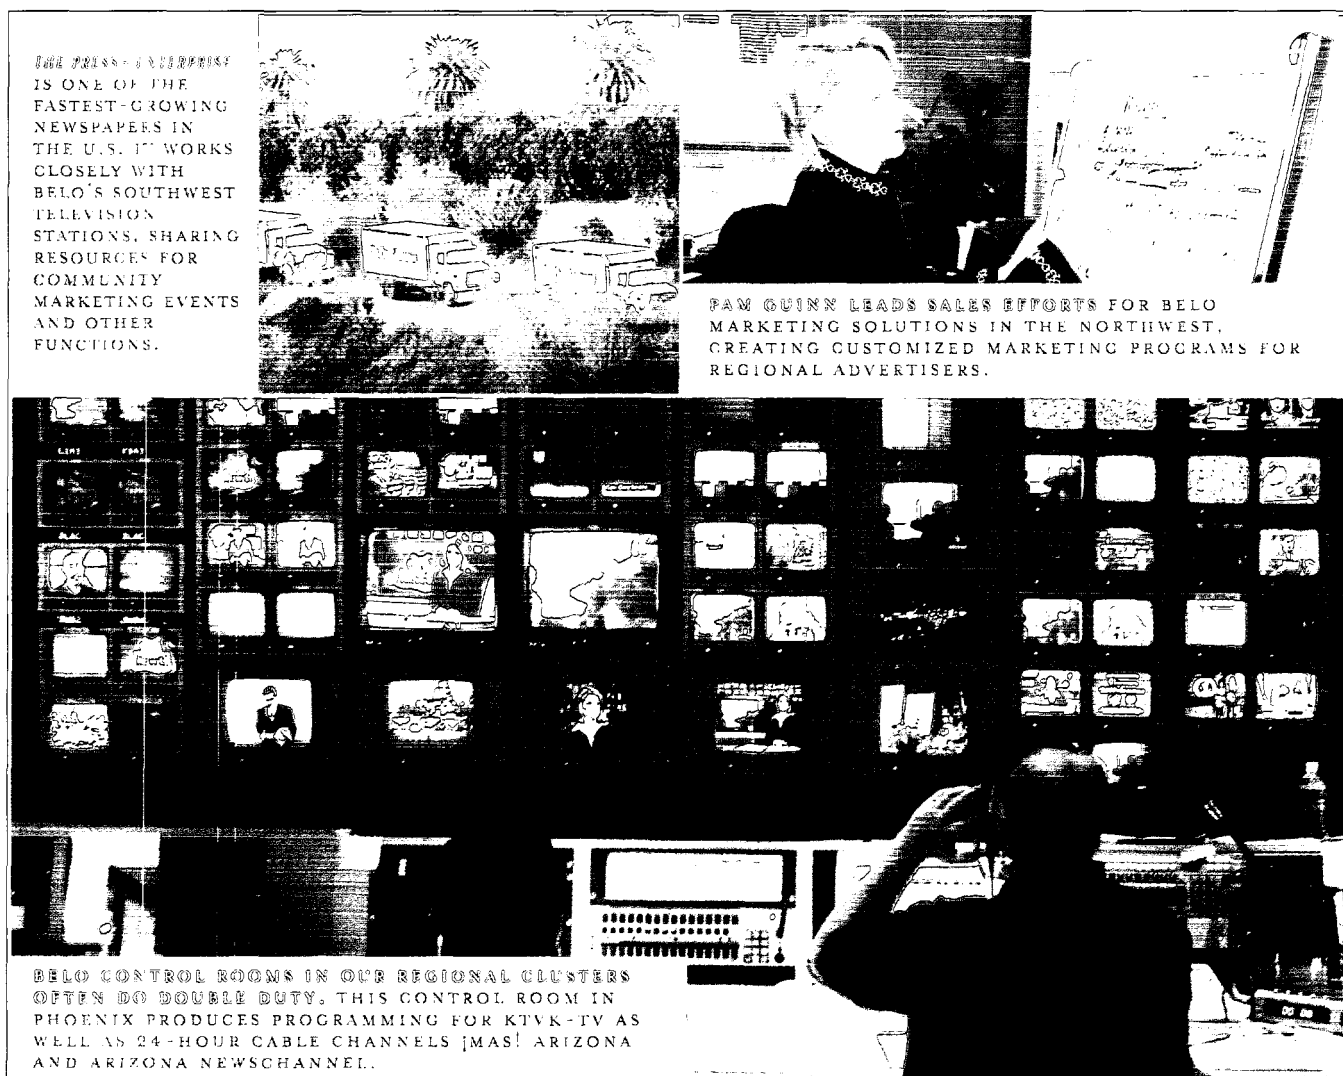 THE PRESS-ENTERPRISE
IS ONE OF THE
FASTEST-GROWING
NEWSPAPERS IN
THE U.S. IT WORKS
CLOSELY WITH
BELO'S SOUTHWEST
TELEVISION
STATIONS, SHARING
RESOURCES FOR
COMMUNITY
MARKETING EVENTS
AND OTHER
FUNCTIONS.
PAM GUINN LEADS SALES EFFORTS FOR BELO
MARKETING SOLUTIONS IN THE NORTHWEST,
CREATING CUSTOMIZED MARKETING PROGRAMS FOR
REGIONAL ADVERTISERS.
BELO CONTROL ROOMS IN OUR REGIONAL CLUSTERS
OFTEN DO DOUBLE DUTY. THIS CONTROL ROOM IN
PHOENIX PRODUCES PROGRAMMING FOR KTVK-TV AS
WELL AS 24-HOUR CABLE CHANNELS ¡MAS! ARIZONA
AND ARIZONA NEWSCHANNEL.